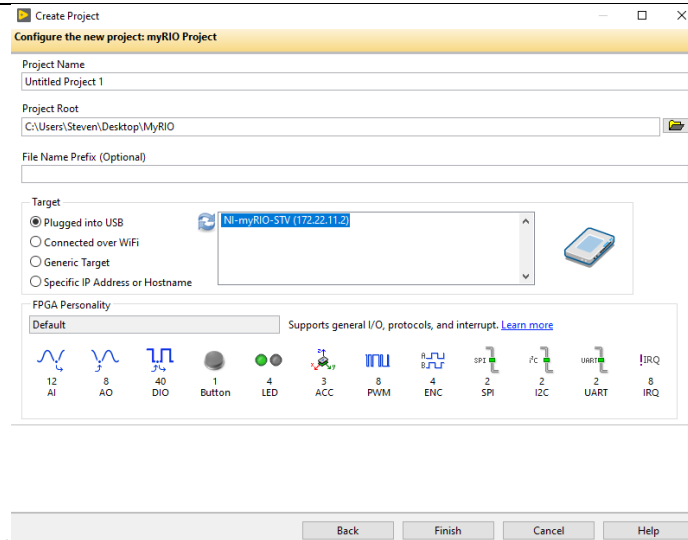 Create Project
Configure the new project: myRIO Project
Project Name
Untitled Project 1
Project Root
C:\Users\Steven\Desktop\MyRIO
File Name Prefix (Optional)
Target
Plugged into USB
NI-myRIO-STV (172.22.11.2)
Connected over WiFi
Generic Target
Specific IP Address or Hostname
FPGA Personality
Default Supports general I/O, protocols, and interrupt. Learn more
A B SPI I²C UART !IRQ
12 8 40 1 4 3 8 4 2 2 2 8
AI AO DIO Button LED ACC PWM ENC SPI I2C UART IRQ
Back Finish Cancel Help